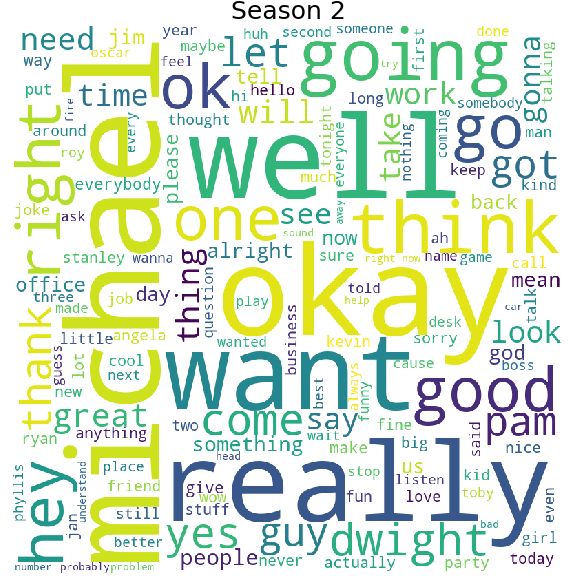 Season 2
need jim year huh second someone done
way oscar maybe let going first gonna talking
put time feel ok tell hi hello try work somebody
around thought will long take nothing coming go man
roy fire every please well tonight everyone keep got kind
everybody much
joke ask right michael one see away think back
stanley wanna alright now sound sure ah name game
office three day thing question right now call mean
made job play okay told help car talk
little angela business desk look
guess lot cool wanted kevin sorry god
new next want cause boss
thank great two best always funny good
ryan anything come say fine pam
something wait make big said nice
phyllis hey place head us kid
jan understand friend give really stop listen toby even
still wow stuff fun love
better yes guy dwight bad girl
number probably problem people never actually party today